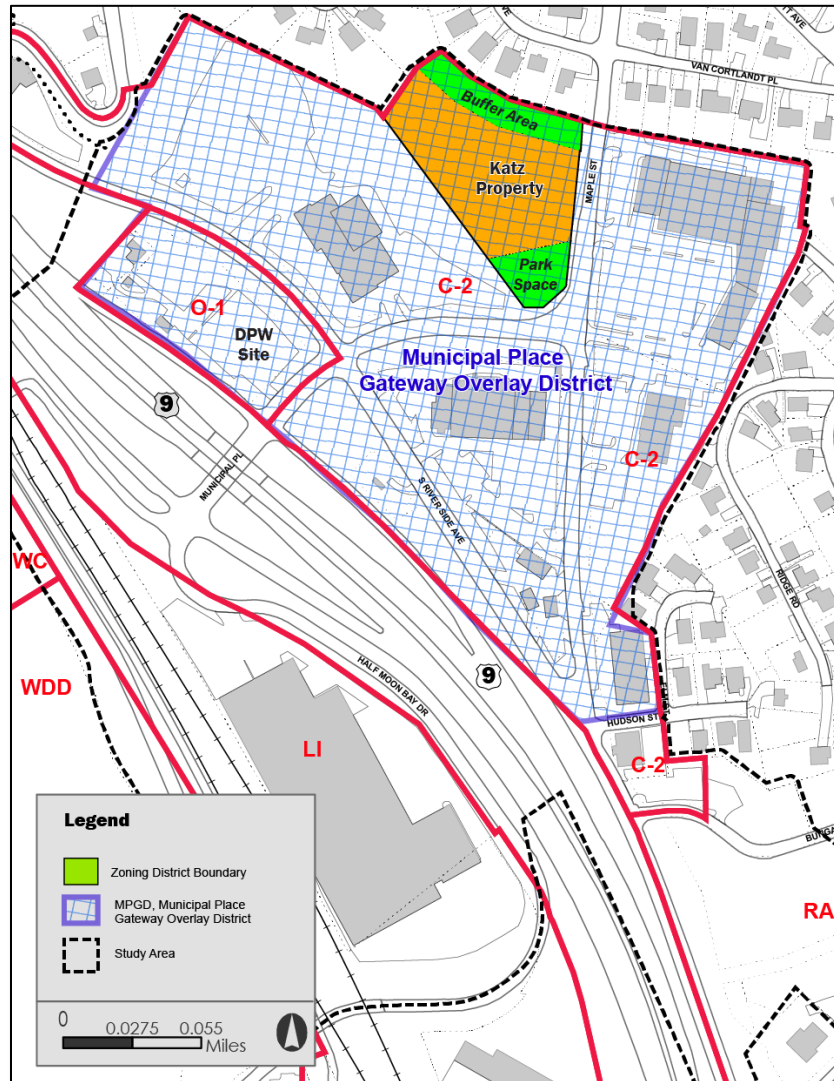 VAN CORTLANDT PL
Buffer Area
Katz
Property
MAPLE ST
Park
Space
C-2
O-1
DPW
Site
Municipal Place
Gateway Overlay District
9
MUNICIPAL PL
S RIVER SIDE AVE
C-2
RIDGE RD
WC
WDD
HALF MOON BAY DR
9
HUDSON ST
C-2
LI
RA
Legend
Zoning District Boundary
MPGD, Municipal Place
Gateway Overlay District
Study Area
0
0.0275 0.055
Miles